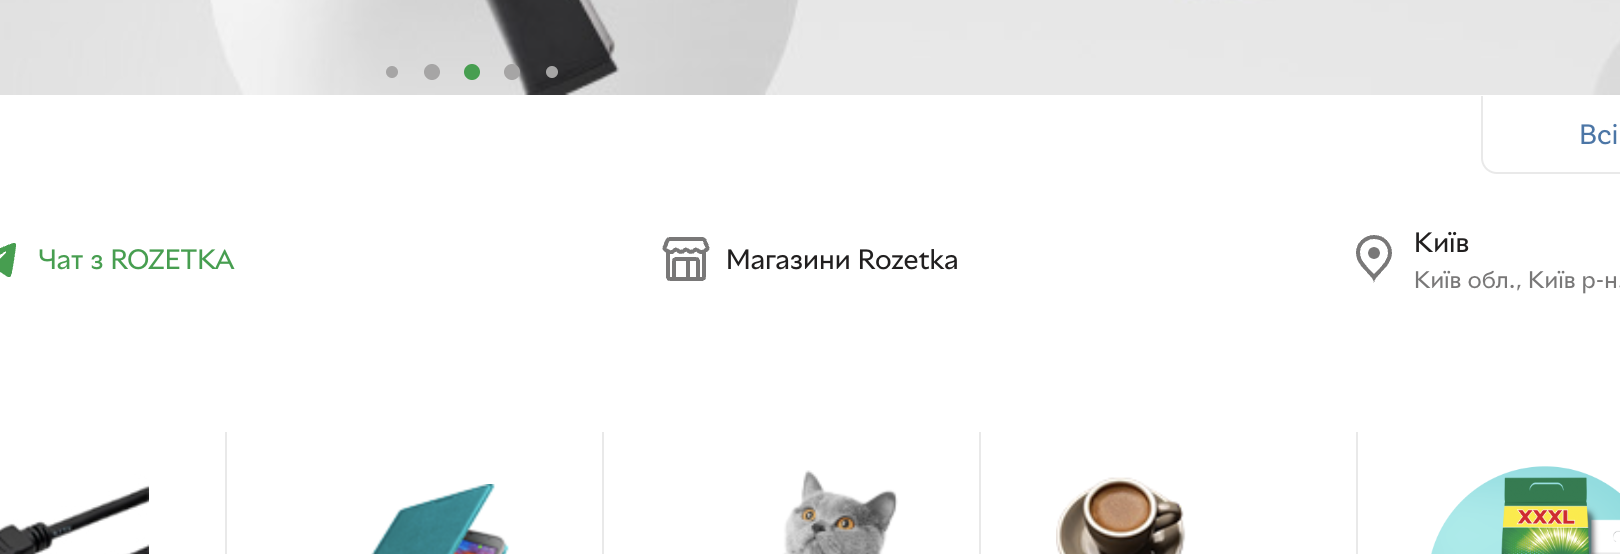 Всі
Чат з ROZETKA
Магазини Rozetka
Київ
Київ обл., Київ р-н
XXXL